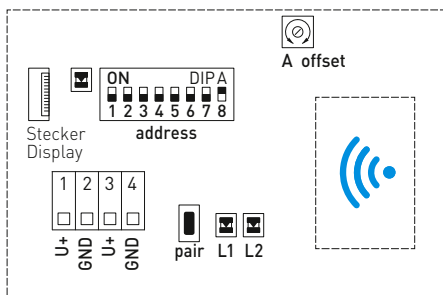 A offset
ON DIP A
1 2 3 4 5 6 7 8
address
Stecker
Display
1 2 3 4
U+ GND U+ GND
pair L1 L2